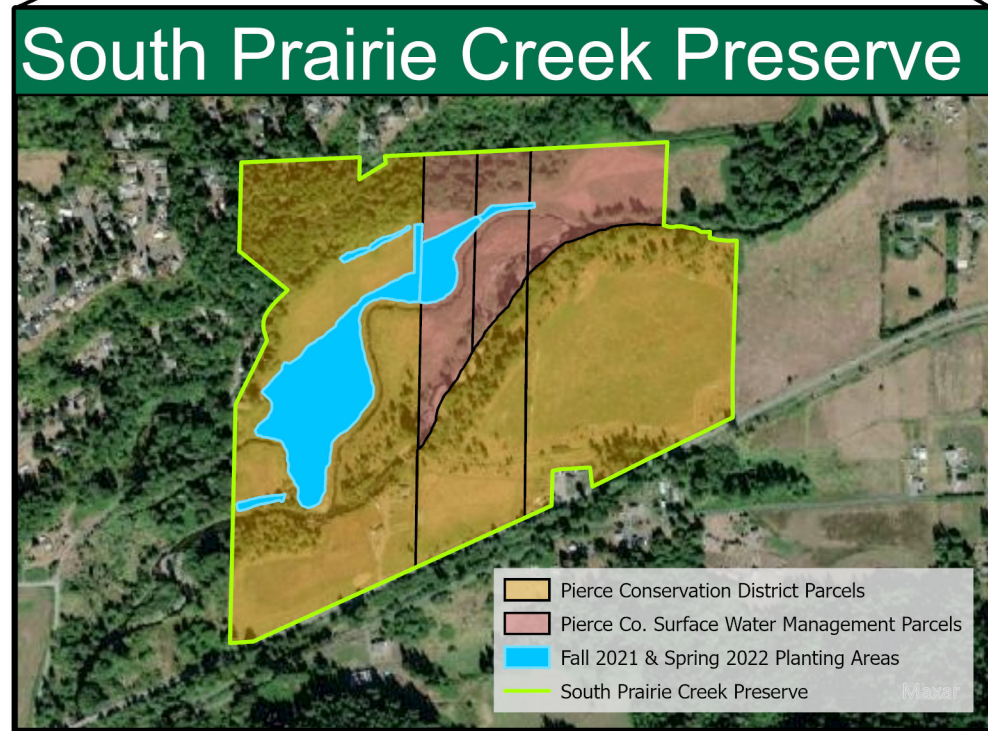 South Prairie Creek Preserve
Pierce Conservation District Parcels
Pierce Co. Surface Water Management Parcels
Fall 2021 & Spring 2022 Planting Areas
South Prairie Creek Preserve
Maxar